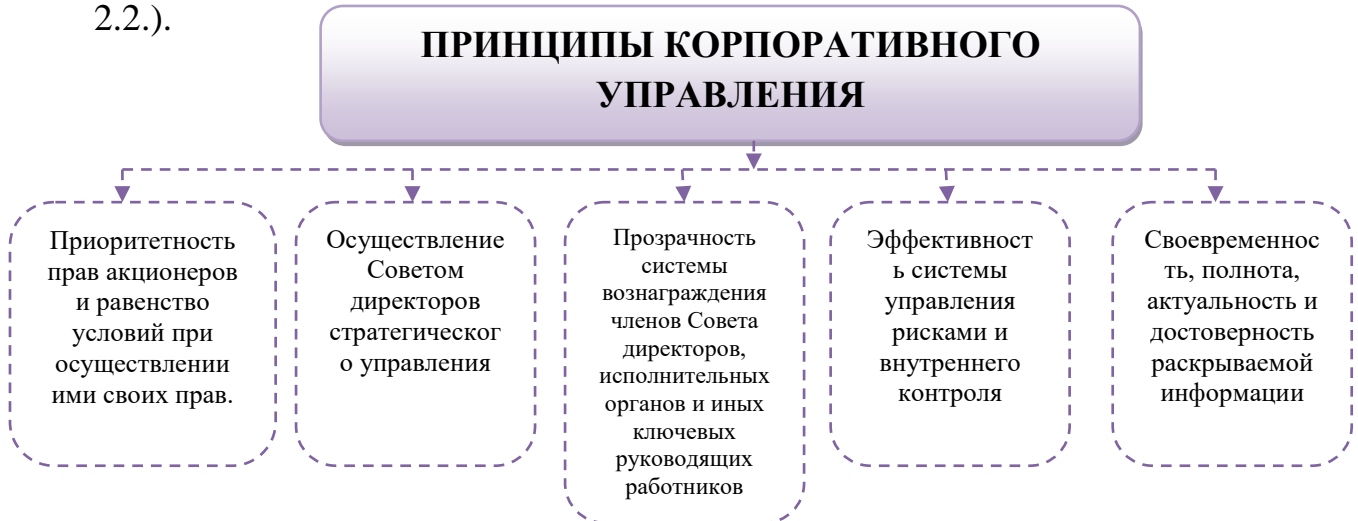 2.2.).
ПРИНЦИПЫ КОРПОРАТИВНОГО
УПРАВЛЕНИЯ
Приоритетность
прав акционеров
и равенство
условий при
осуществлении
ими своих прав.
Осуществление
Советом
директоров
стратегическог
о управления
Прозрачность
системы
вознаграждения
членов Совета
директоров,
исполнительных
органов и иных
ключевых
руководящих
работников
Эффективност
ь системы
управления
рисками и
внутреннего
контроля
Своевременнос
ть, полнота,
актуальность и
достоверность
раскрываемой
информации